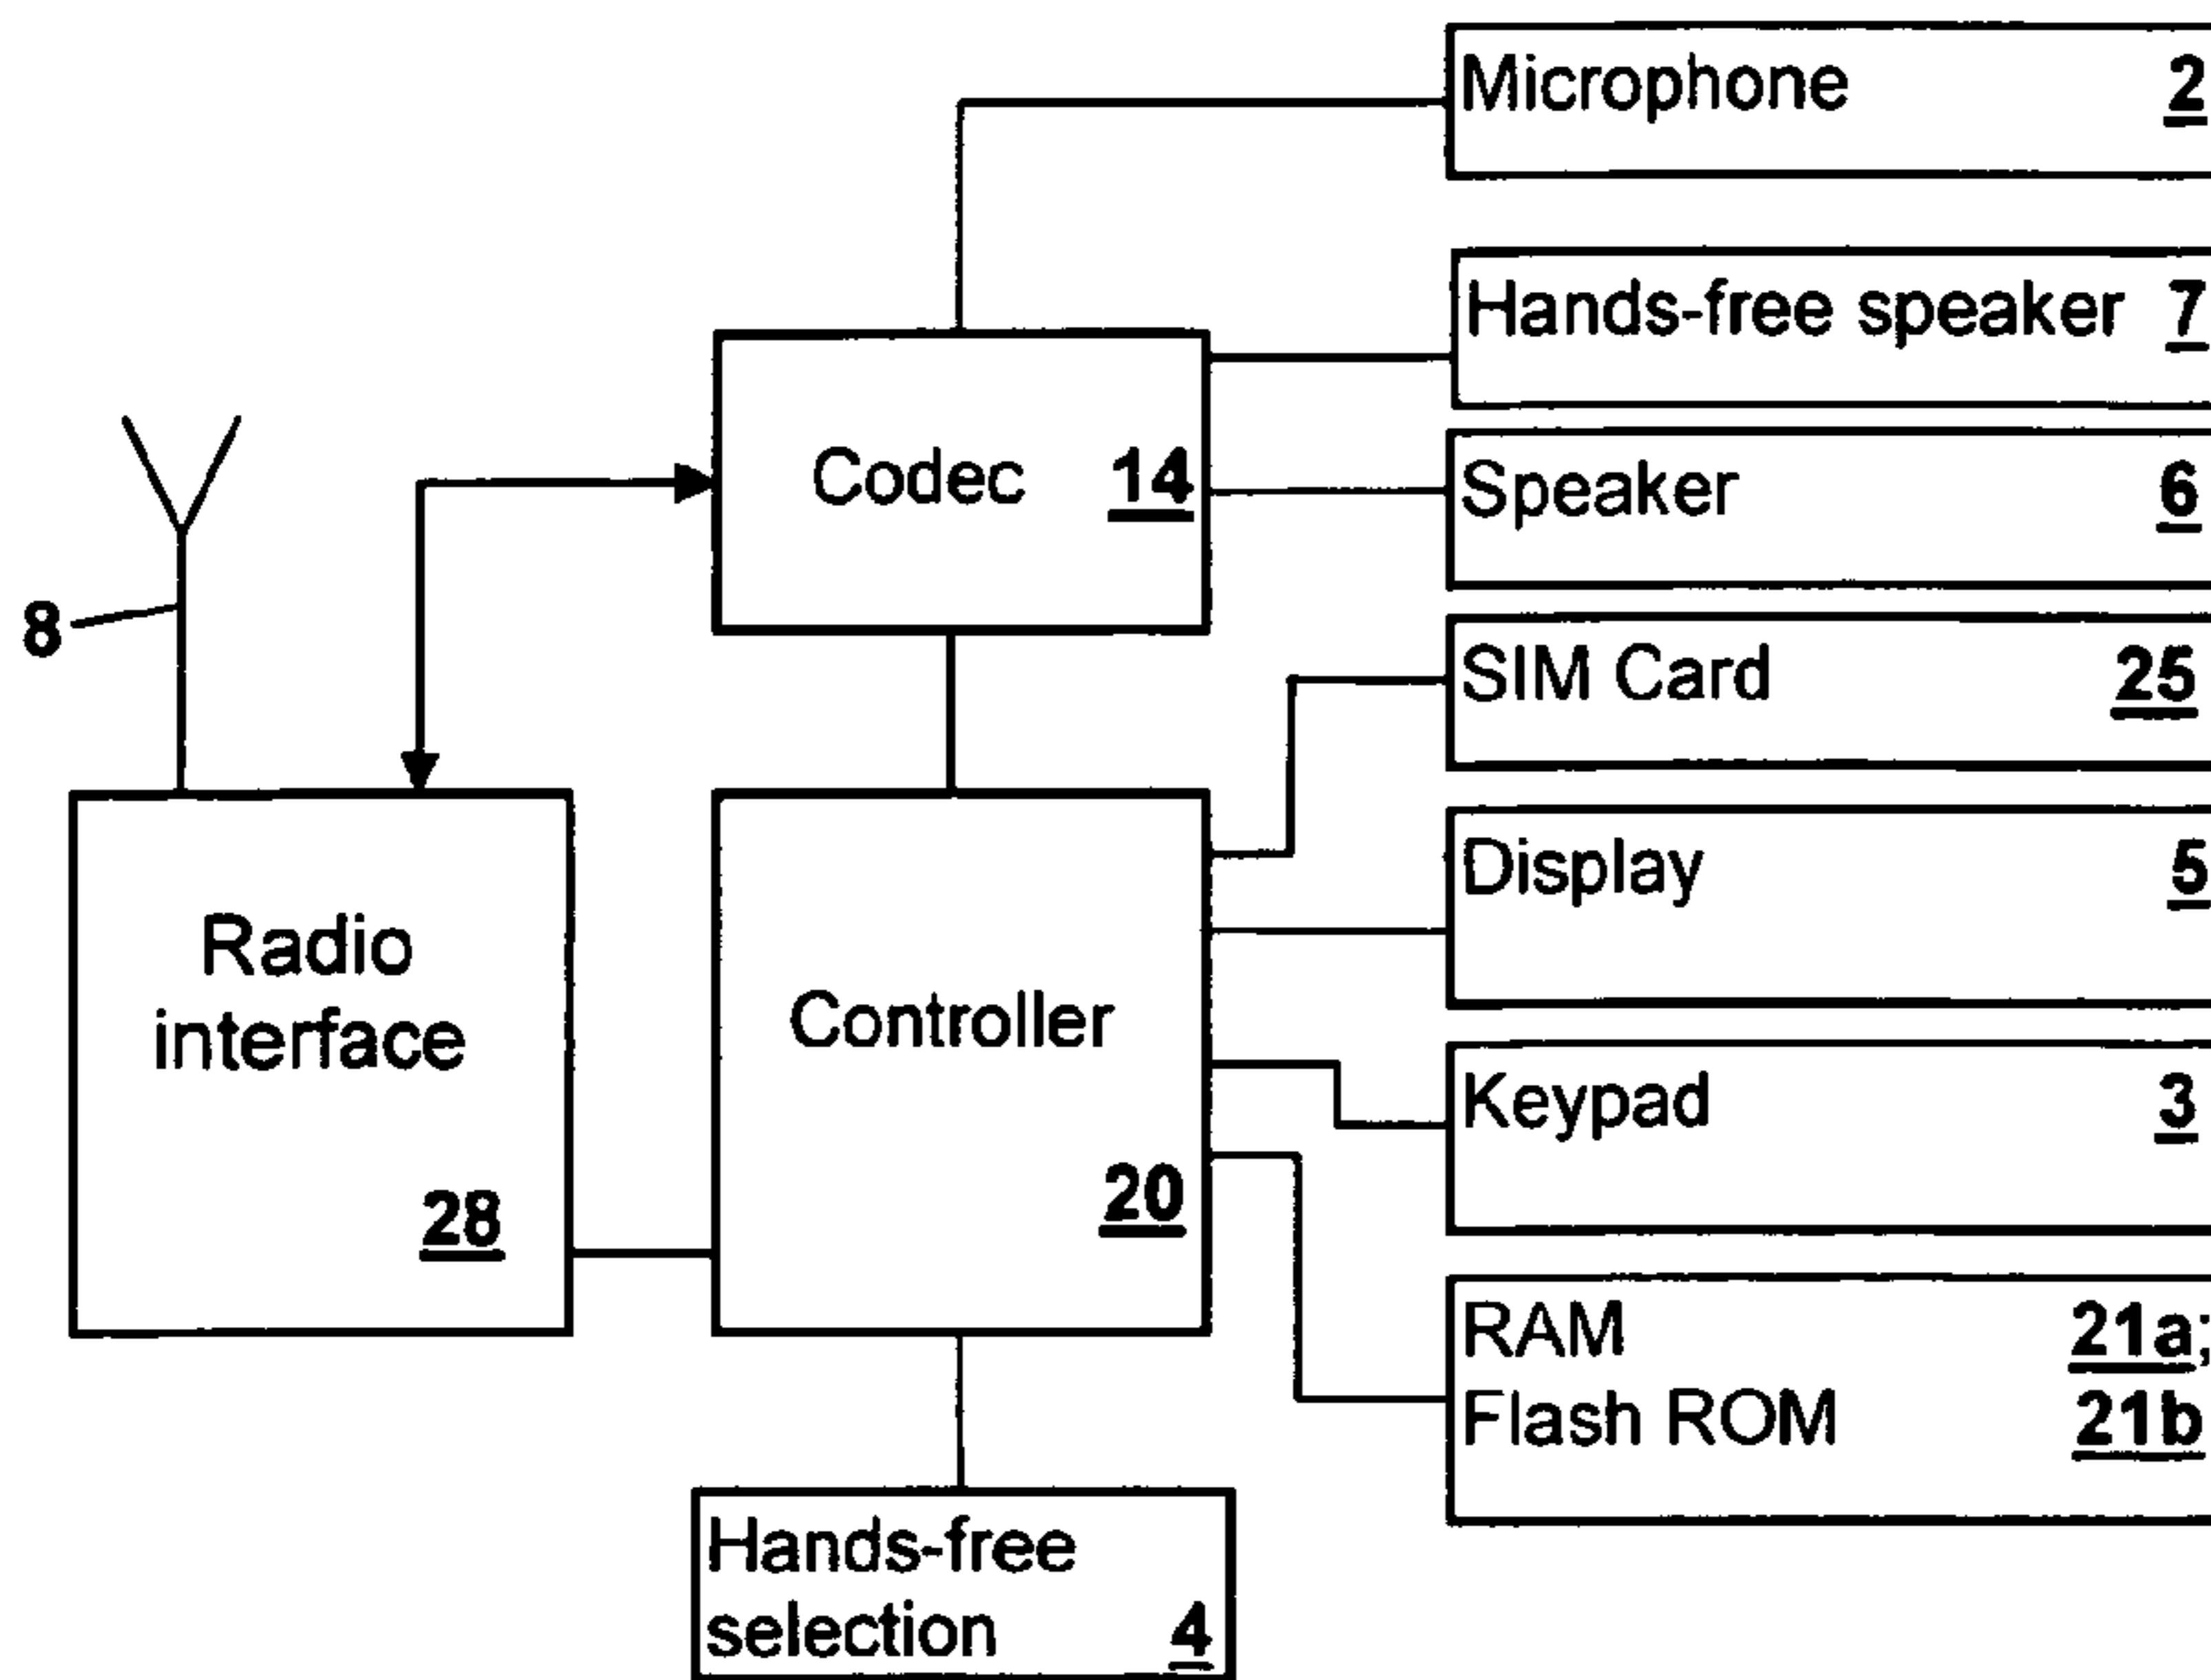 Microphone 2
Hands-free speaker 7
Codec 14
Speaker 6
8
SIM Card 25
Display 5
Radio
interface
28
Controller
20
Keypad 3
RAM 21a;
Flash ROM 21b
Hands-free
selection 4